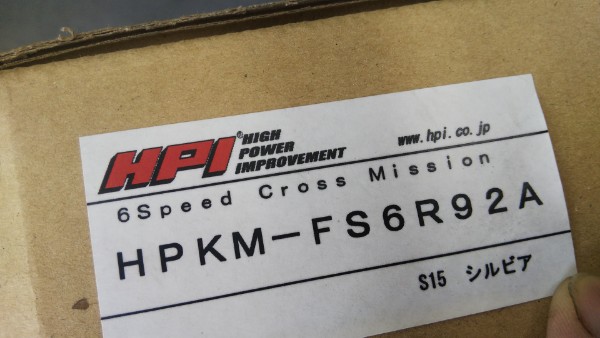 HPI® HIGH
POWER
IMPROVEMENT
www.hpi.co.jp
6Speed Cross Mission
HPKM-FS6R92A
S15 シルビア